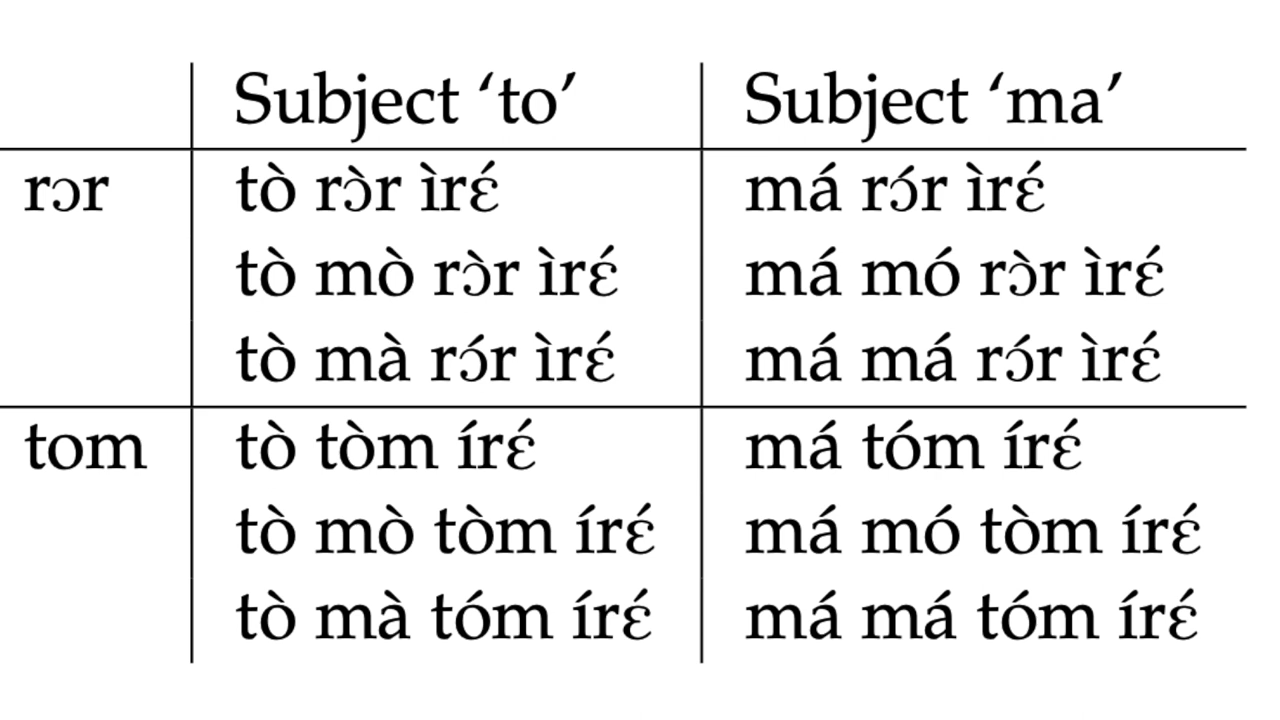 Subject ‘to’ Subject ‘ma’
rɔr tò rɔ̀r ìrɛ́ má rɔ́r ìrɛ́
tò mò rɔ̀r ìrɛ́ má mó rɔ̀r ìrɛ́
tò mà rɔ́r ìrɛ́ má má rɔ́r ìrɛ́
tom tò tòm írɛ́ má tóm írɛ́
tò mò tòm írɛ́ má mó tòm írɛ́
tò mà tóm írɛ́ má má tóm írɛ́